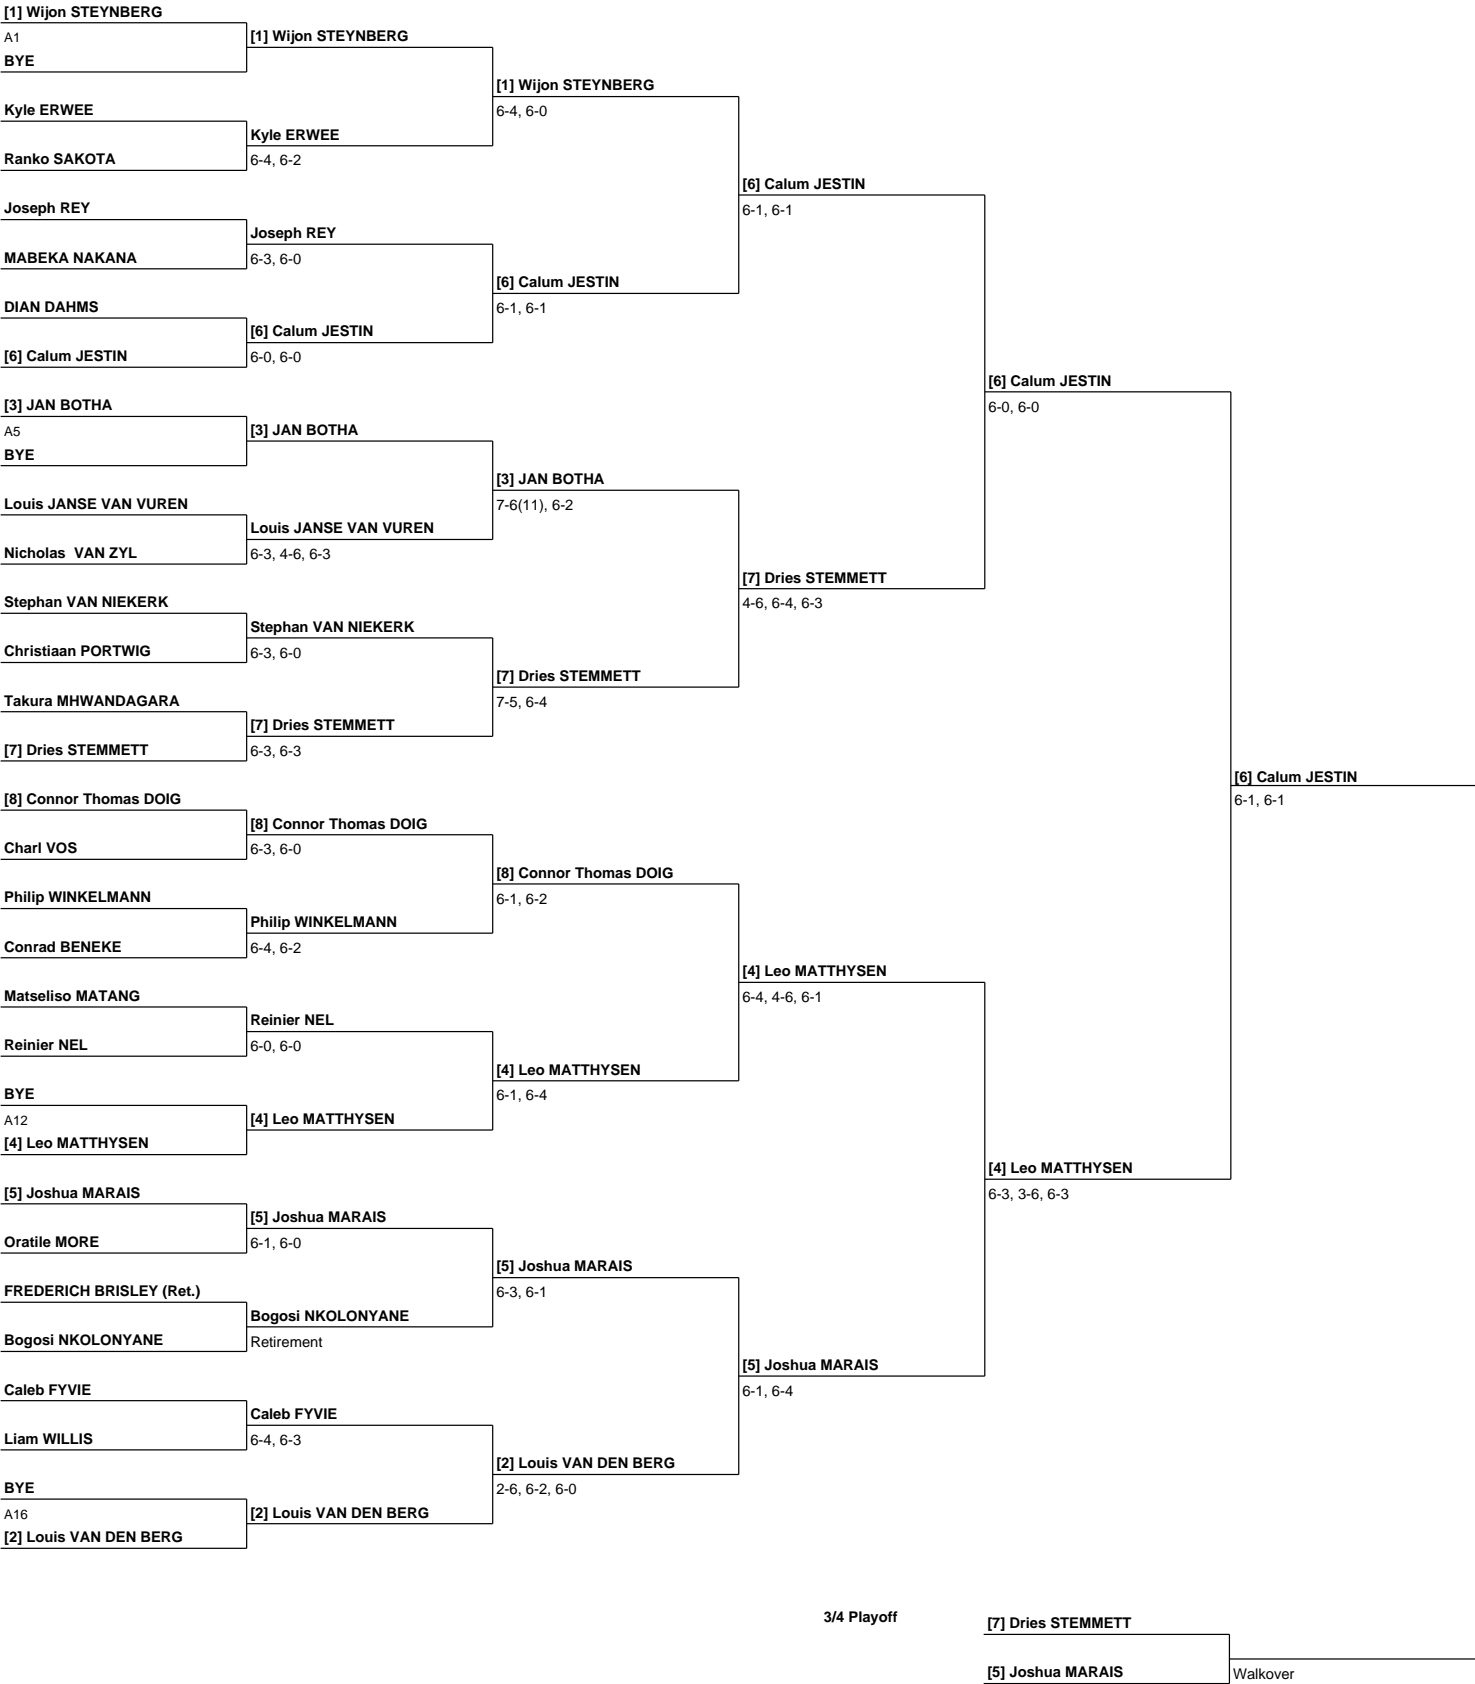 [1] Wijon STEYNBERG
A1
BYE
Kyle ERWEE
Ranko SAKOTA
Joseph REY
MABEKA NAKANA
DIAN DAHMS
[6] Calum JESTIN
[3] JAN BOTHA
A5
BYE
Louis JANSE VAN VUREN
Nicholas  VAN ZYL
Stephan VAN NIEKERK
Christiaan PORTWIG
Takura MHWANDAGARA
[7] Dries STEMMETT
[8] Connor Thomas DOIG
Charl VOS
Philip WINKELMANN
Conrad BENEKE
Matseliso MATANG
Reinier NEL
BYE
A12
[4] Leo MATTHYSEN
[5] Joshua MARAIS
Oratile MORE
FREDERICH BRISLEY (Ret.)
Bogosi NKOLONYANE
Caleb FYVIE
Liam WILLIS
BYE
A16
[2] Louis VAN DEN BERG
[1] Wijon STEYNBERG
Kyle ERWEE
6-4, 6-2
Joseph REY
6-3, 6-0
[6] Calum JESTIN
6-0, 6-0
[3] JAN BOTHA
Louis JANSE VAN VUREN
6-3, 4-6, 6-3
Stephan VAN NIEKERK
6-3, 6-0
[7] Dries STEMMETT
6-3, 6-3
[8] Connor Thomas DOIG
6-3, 6-0
Philip WINKELMANN
6-4, 6-2
Reinier NEL
6-0, 6-0
[4] Leo MATTHYSEN
[5] Joshua MARAIS
6-1, 6-0
Bogosi NKOLONYANE
Retirement
Caleb FYVIE
6-4, 6-3
[2] Louis VAN DEN BERG
[1] Wijon STEYNBERG
6-4, 6-0
[6] Calum JESTIN
6-1, 6-1
[3] JAN BOTHA
7-6(11), 6-2
[7] Dries STEMMETT
7-5, 6-4
[8] Connor Thomas DOIG
6-1, 6-2
[4] Leo MATTHYSEN
6-1, 6-4
[5] Joshua MARAIS
6-3, 6-1
[2] Louis VAN DEN BERG
2-6, 6-2, 6-0
[6] Calum JESTIN
6-1, 6-1
[7] Dries STEMMETT
4-6, 6-4, 6-3
[4] Leo MATTHYSEN
6-4, 4-6, 6-1
[5] Joshua MARAIS
6-1, 6-4
[6] Calum JESTIN
6-0, 6-0
[4] Leo MATTHYSEN
6-3, 3-6, 6-3
[6] Calum JESTIN
6-1, 6-1
3/4 Playoff
[7] Dries STEMMETT
[5] Joshua MARAIS
Walkover